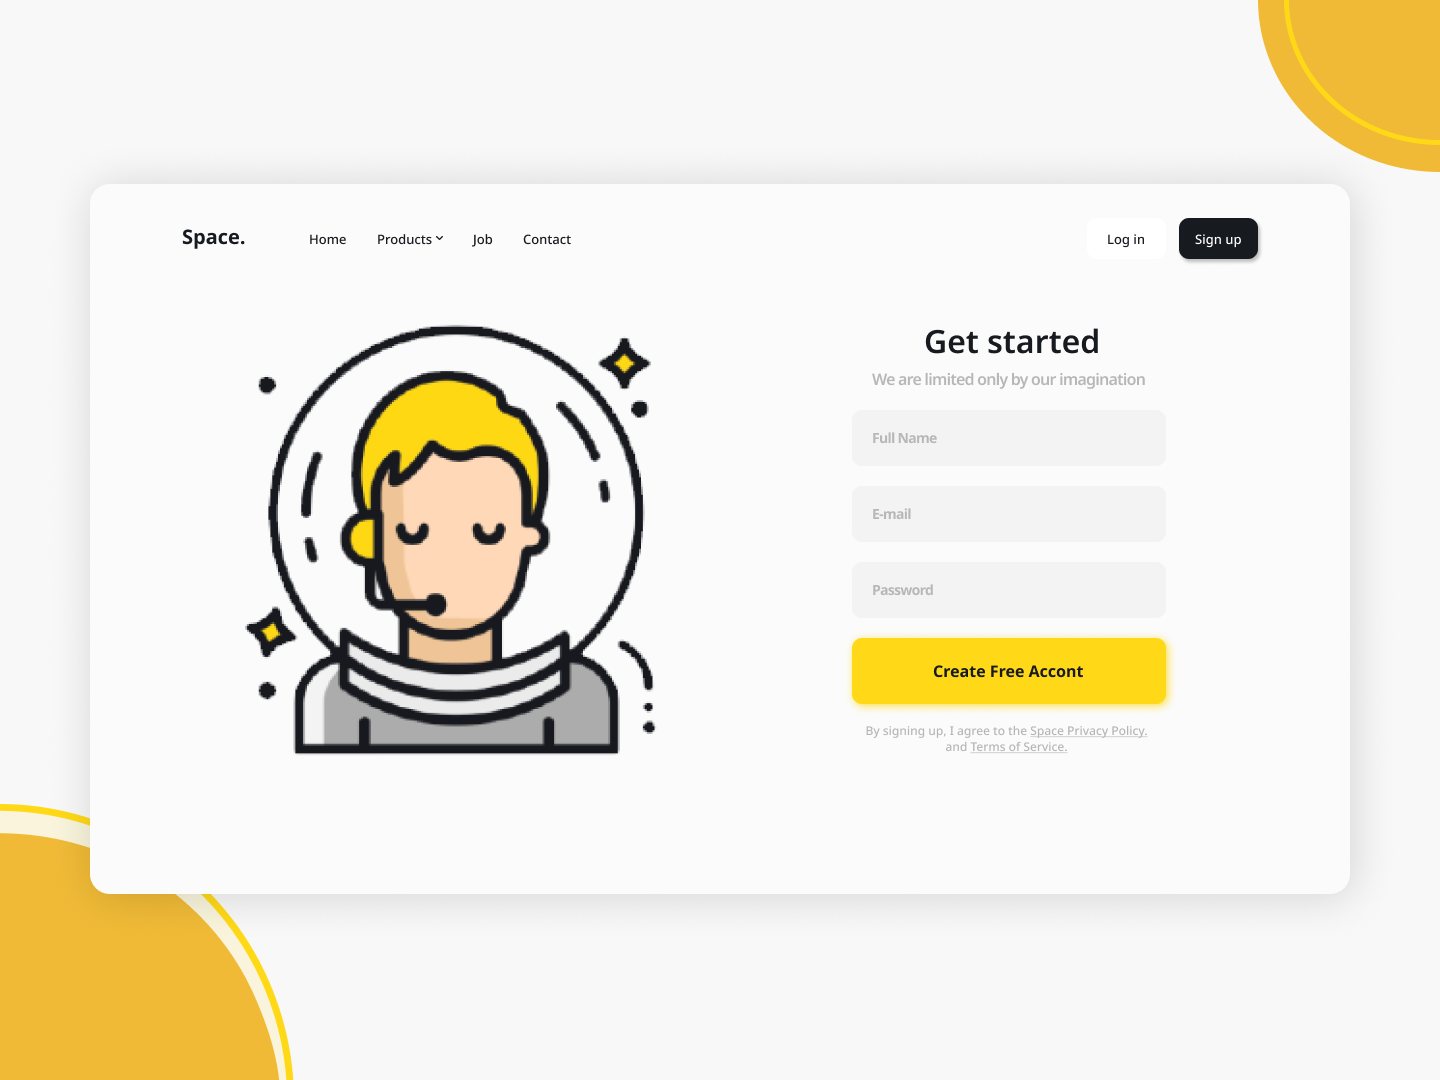 Space.
Home Products Job Contact
Log in Sign up
Get started
We are limited only by our imagination
Full Name
E-mail
Password
Create Free Accont
By signing up, I agree to the Space Privacy Policy.
and Terms of Service.